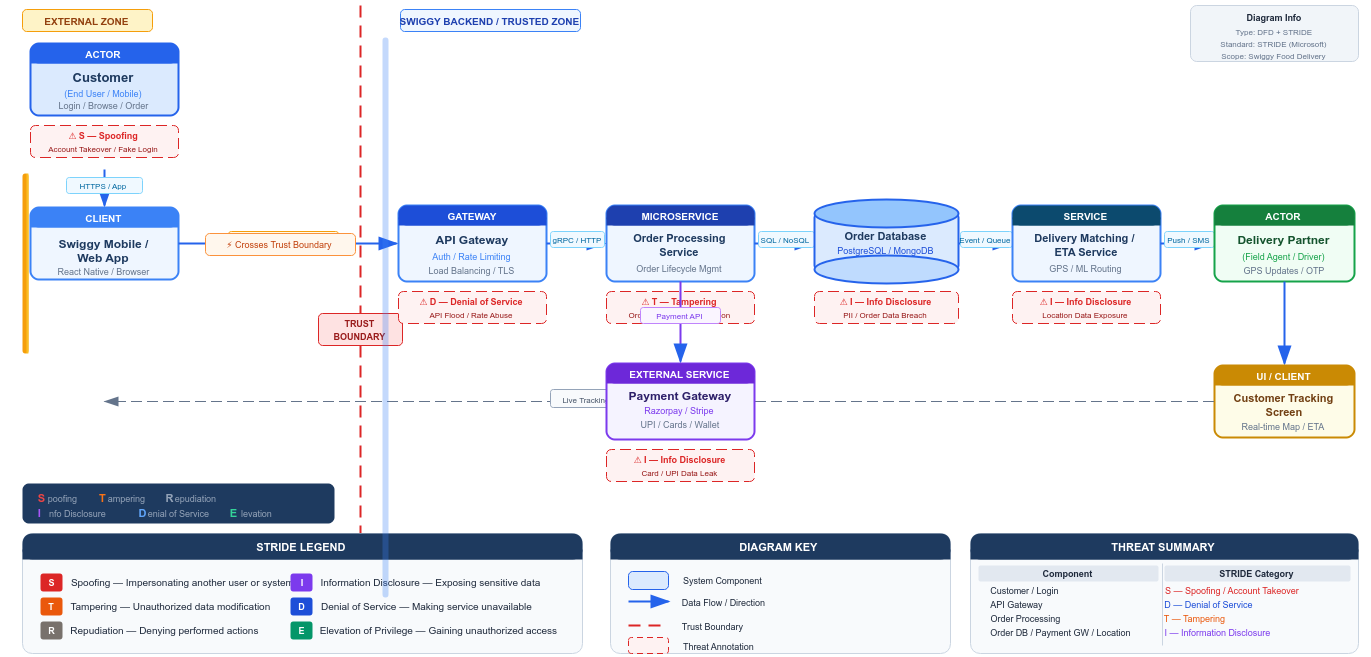 EXTERNAL ZONE
SWIGGY BACKEND / TRUSTED ZONE
Diagram Info
Type: DFD + STRIDE
Standard: STRIDE (Microsoft)
Scope: Swiggy Food Delivery
ACTOR
Customer
(End User / Mobile)
Login / Browse / Order
⚠ S — Spoofing
Account Takeover / Fake Login
HTTPS / App
CLIENT
Swiggy Mobile /
Web App
React Native / Browser
⚡ Crosses Trust Boundary
GATEWAY
API Gateway
Auth / Rate Limiting
Load Balancing / TLS
gRPC / HTTP
MICROSERVICE
Order Processing
Service
Order Lifecycle Mgmt
SQL / NoSQL
Order Database
PostgreSQL / MongoDB
Event / Queue
SERVICE
Delivery Matching /
ETA Service
GPS / ML Routing
Push / SMS
ACTOR
Delivery Partner
(Field Agent / Driver)
GPS Updates / OTP
⚠ D — Denial of Service
API Flood / Rate Abuse
⚠ T — Tampering
Payment API
⚠ I — Info Disclosure
PII / Order Data Breach
⚠ I — Info Disclosure
Location Data Exposure
TRUST
BOUNDARY
EXTERNAL SERVICE
Payment Gateway
Razorpay / Stripe
UPI / Cards / Wallet
Live Tracking
UI / CLIENT
Customer Tracking
Screen
Real-time Map / ETA
⚠ I — Info Disclosure
Card / UPI Data Leak
Spoofing Tampering Repudiation
Info Disclosure Denial of Service Elevation
STRIDE LEGEND
S Spoofing — Impersonating another user or system
I Information Disclosure — Exposing sensitive data
T Tampering — Unauthorized data modification
D Denial of Service — Making service unavailable
R Repudiation — Denying performed actions
E Elevation of Privilege — Gaining unauthorized access
DIAGRAM KEY
System Component
Data Flow / Direction
Trust Boundary
Threat Annotation
THREAT SUMMARY
Component STRIDE Category
Customer / Login S — Spoofing / Account Takeover
API Gateway D — Denial of Service
Order Processing T — Tampering
Order DB / Payment GW / Location I — Information Disclosure